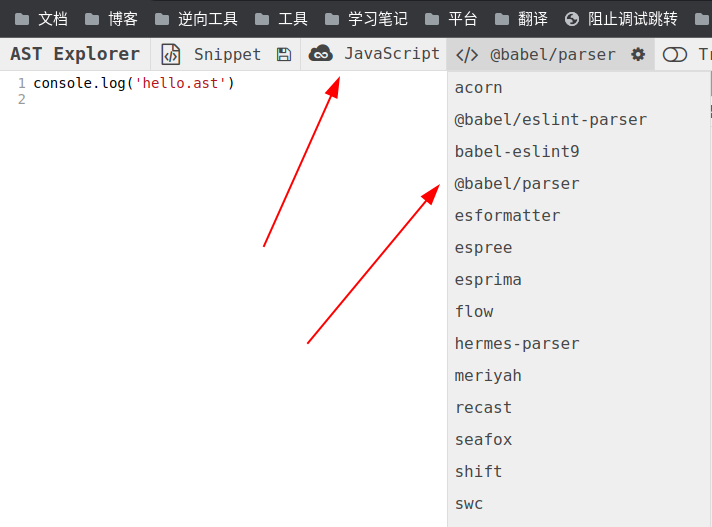 文档 博客 逆向工具 工具 学习笔记 平台 翻译 阻止调试跳转
AST Explorer Snippet JavaScript </> @babel/parser Tr
1 console.log('hello.ast')
2
acorn
@babel/eslint-parser
babel-eslint9
@babel/parser
esformatter
espree
esprima
flow
hermes-parser
meriyah
recast
seafox
shift
swc